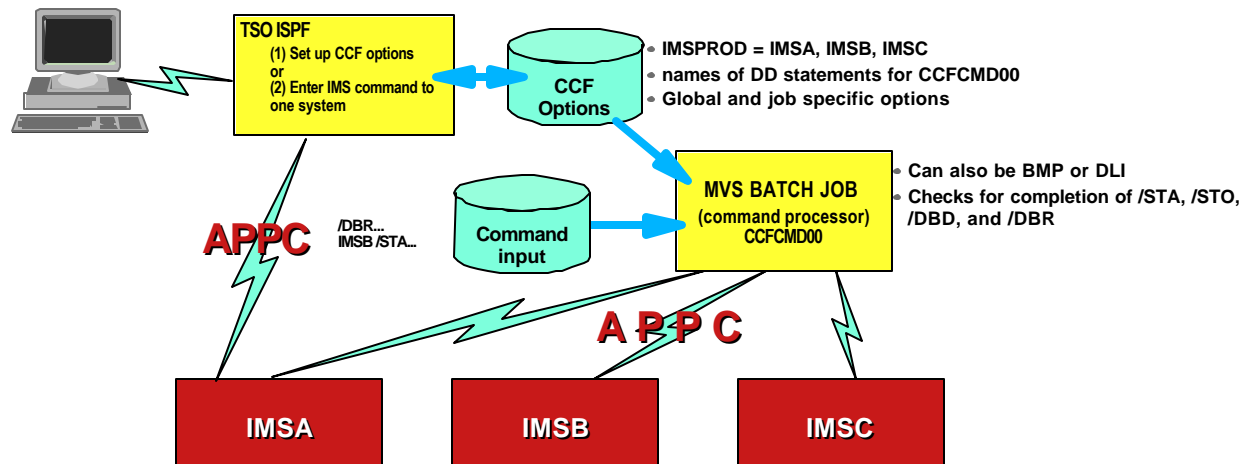 TSO ISPF
(1) Set up CCF options
or
(2) Enter IMS command to
one system
CCF
Options
• IMSPROD = IMSA, IMSB, IMSC
• names of DD statements for CCFCMD00
• Global and job specific options
MVS BATCH JOB
(command processor)
CCFCMD00
• Can also be BMP or DLI
• Checks for completion of /STA, /STO,
/DBD, and /DBR
APPC
/DBR...
IMSB /STA...
Command
input
A P P C
IMSA
IMSB
IMSC